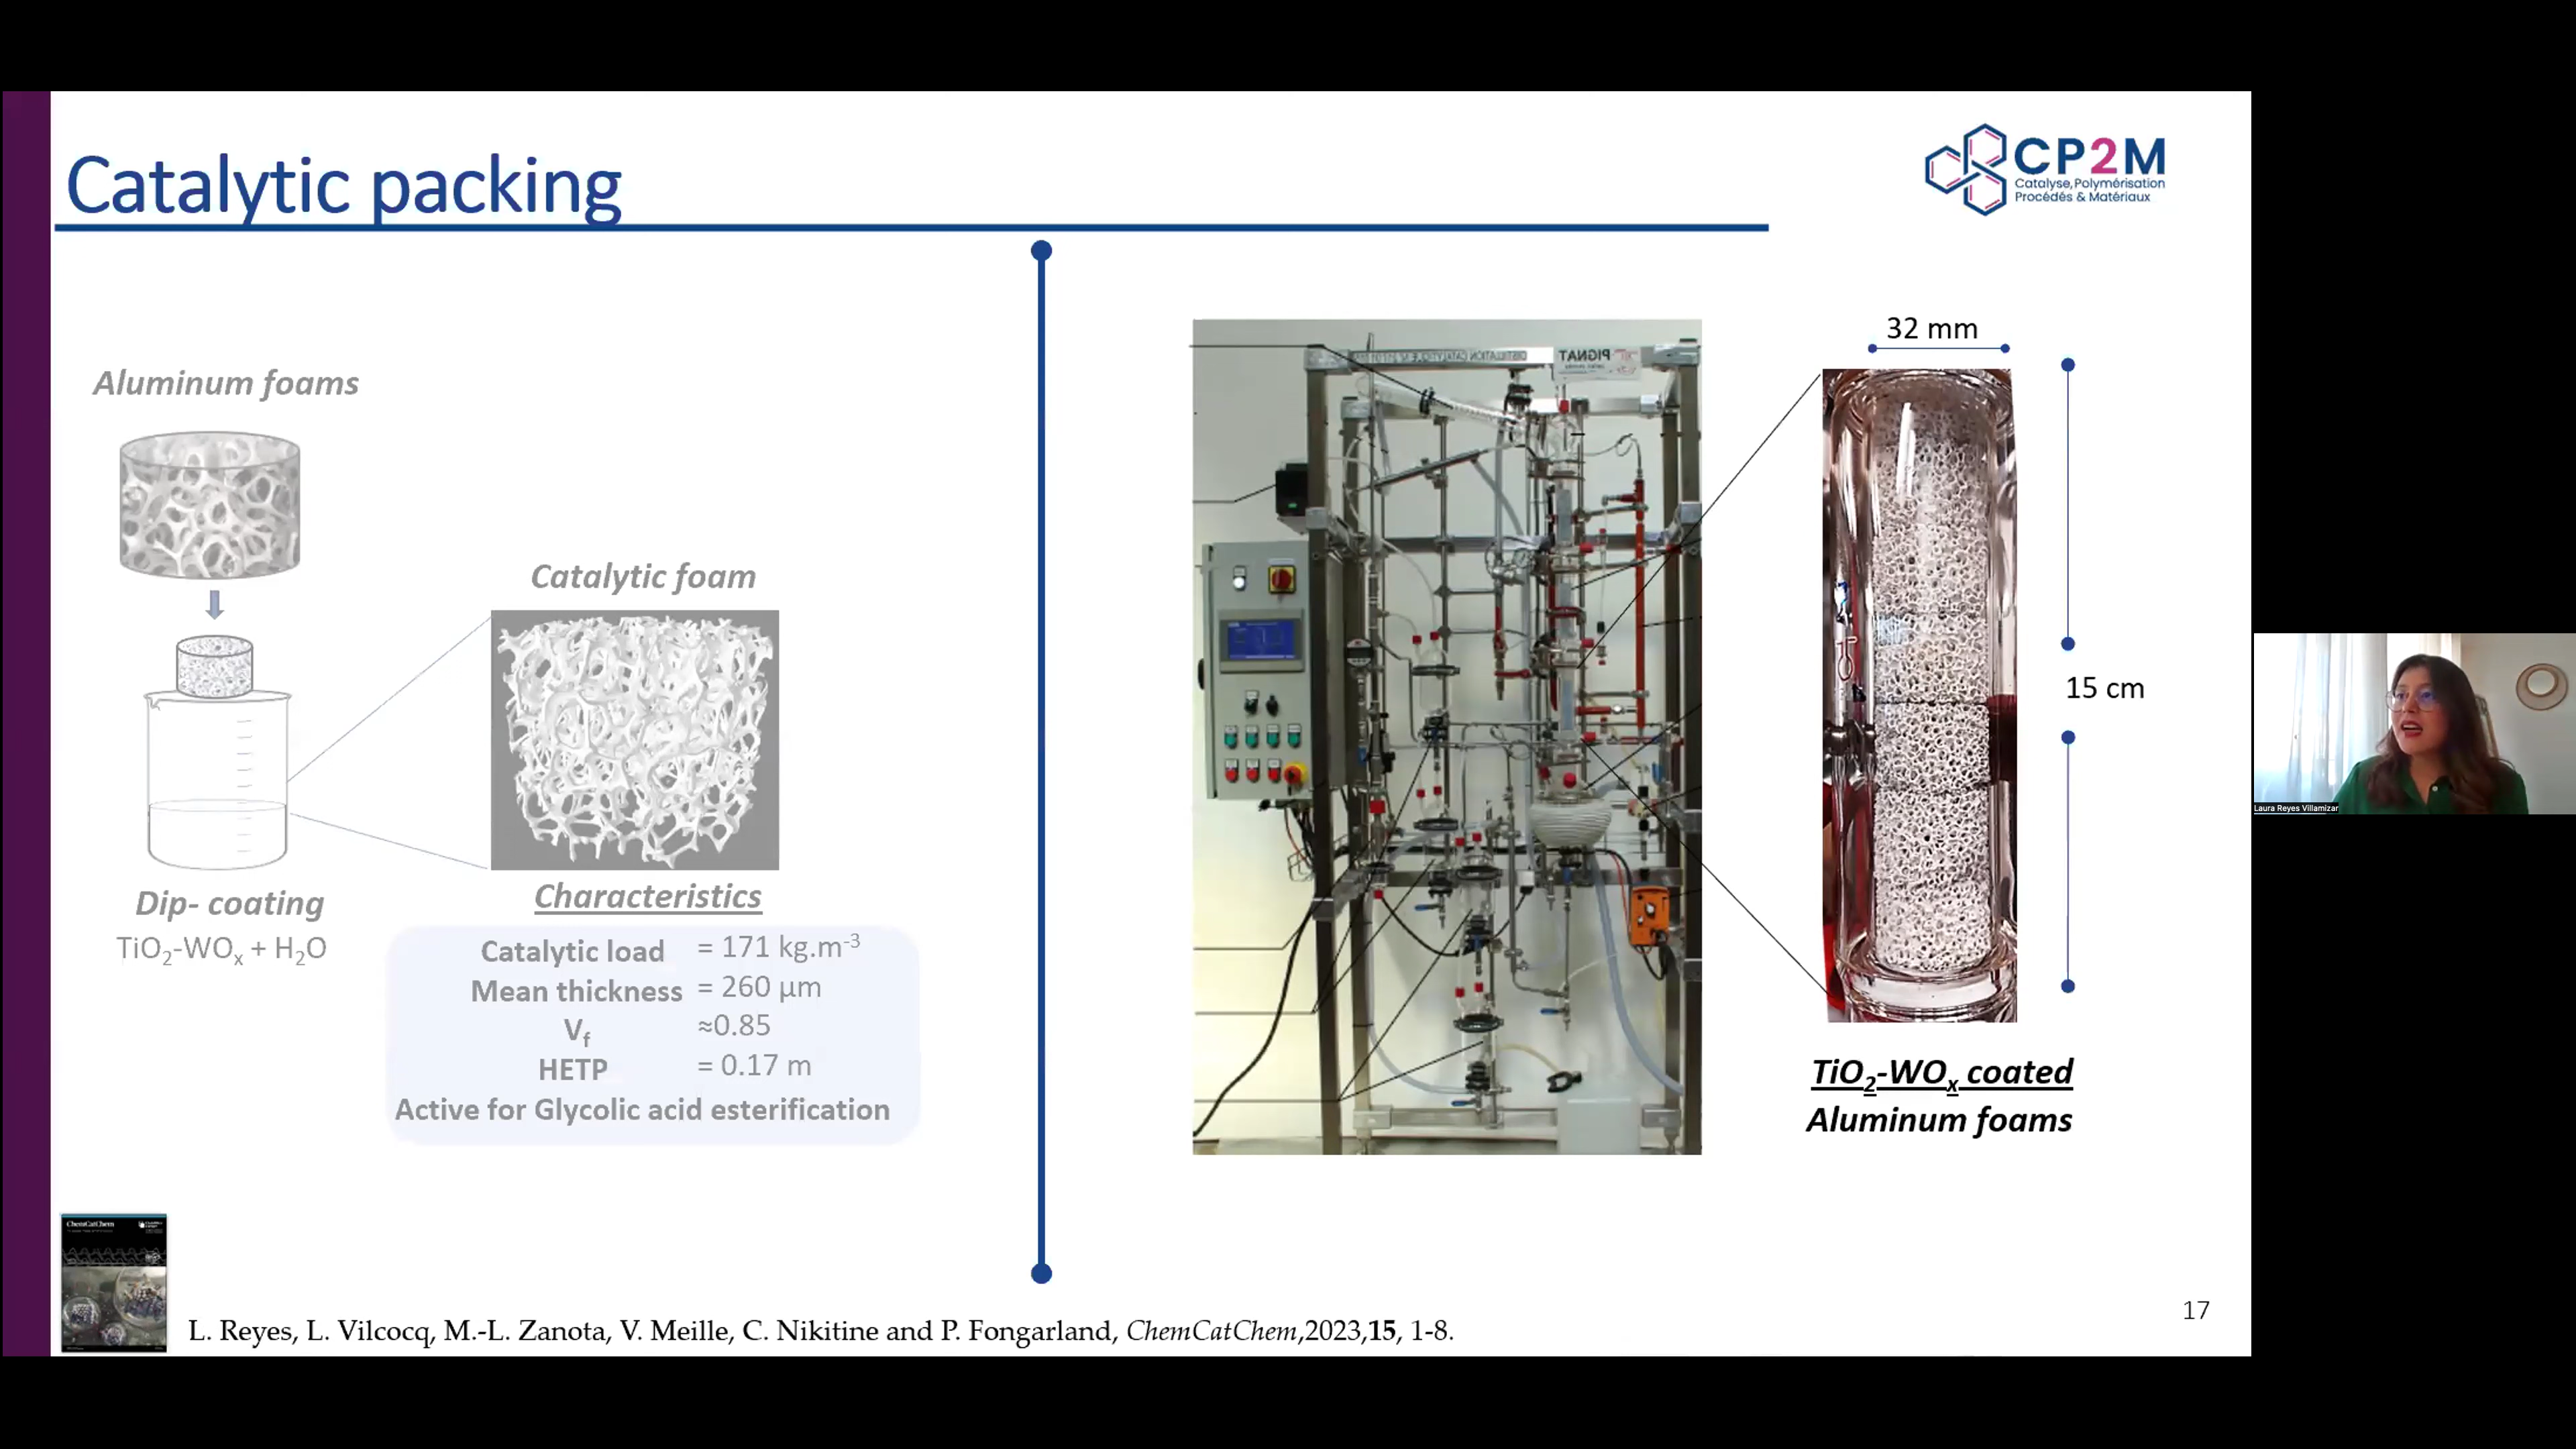 Catalytic packing
CP2M
Catalyse, Polymérisation
Procédés & Matériaux
Aluminum foams
Catalytic foam
Dip- coating
TiO2-WOx + H2O
Characteristics
Catalytic load = 171 kg.m-3
Mean thickness = 260 µm
Vf ≈0.85
HETP = 0.17 m
Active for Glycolic acid esterification
PIGNAT
32 mm
15 cm
TiO2-WOx coated
Aluminum foams
Laura Reyes Villamizar
ChemCatChem
L. Reyes, L. Vilcocq, M.-L. Zanota, V. Meille, C. Nikitine and P. Fongarland, ChemCatChem,2023,15, 1-8.
17